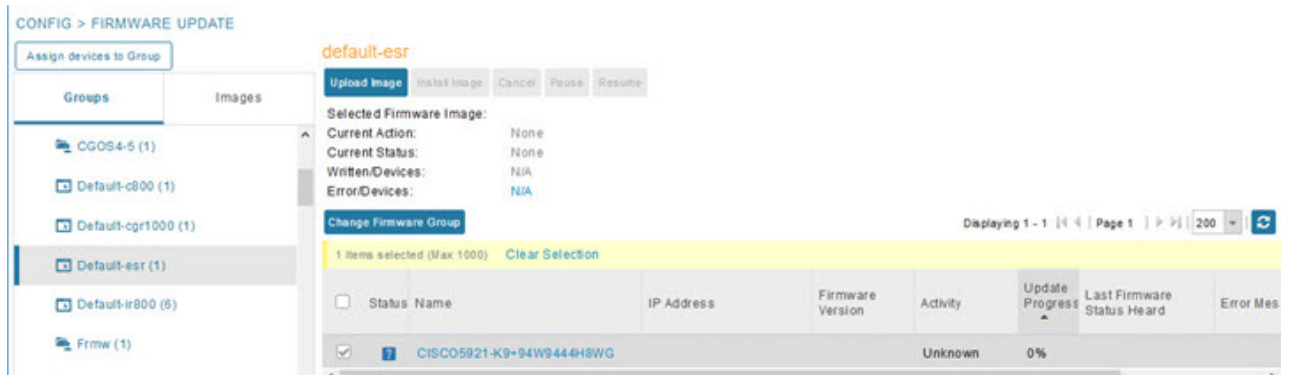 CONFIG > FIRMWARE UPDATE
Assign devices to Group
Groups Images
CGOS4-5 (1)
Default-c800 (1)
Default-cgr1000 (1)
Default-esr (1)
Default-ir800 (6)
Frmw (1)
default-esr
Upload Image Install Image Cancel Pause Resume
Selected Firmware Image:
Current Action: None
Current Status: None
Written/Devices: N/A
Error/Devices: N/A
Change Firmware Group Displaying 1 - 1 | Page 1 | 200
1 Items selected (Max 1000) Clear Selection
Status Name IP Address Firmware Version Activity Update Progress Last Firmware Status Heard Error Mes
? CISCO5921-K9+94W9444H8WG Unknown 0%